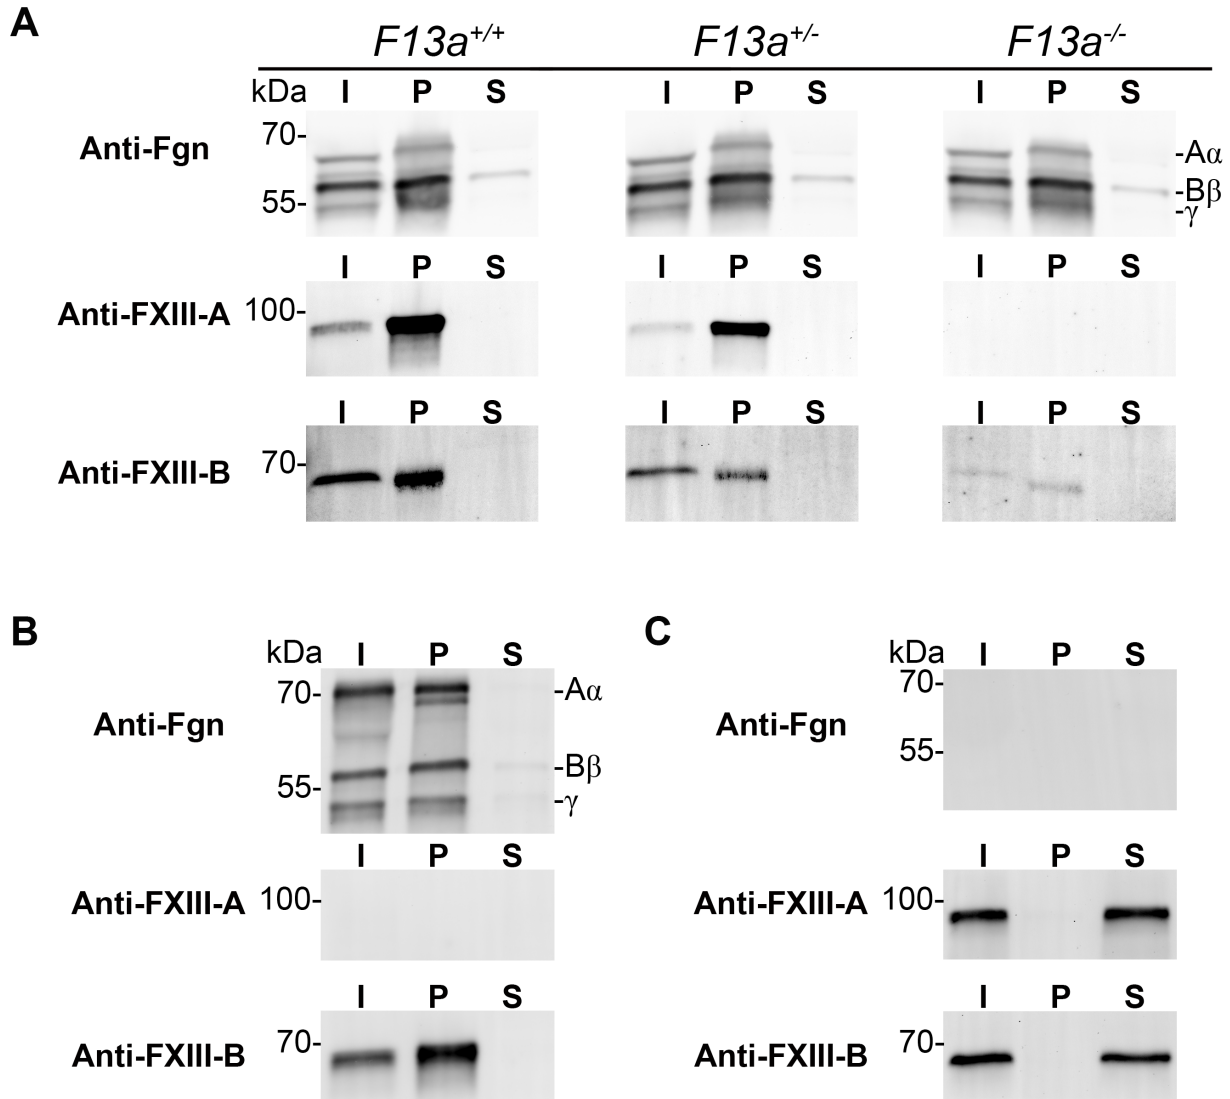 A
F13a+/+ F13a+/- F13a-/-
kDa I P S I P S I P S
70-
Anti-Fgn -Aα
55- -Bβ
-γ
I P S I P S I P S
Anti-FXIII-A 100-
I P S I P S I P S
Anti-FXIII-B 70-
B C
kDa I P S kDa I P S
70- -Aα 70-
Anti-Fgn Anti-Fgn
-Bβ 55-
55- -γ
I P S I P S
Anti-FXIII-A 100- Anti-FXIII-A 100-
I P S I P S
Anti-FXIII-B 70- Anti-FXIII-B 70-